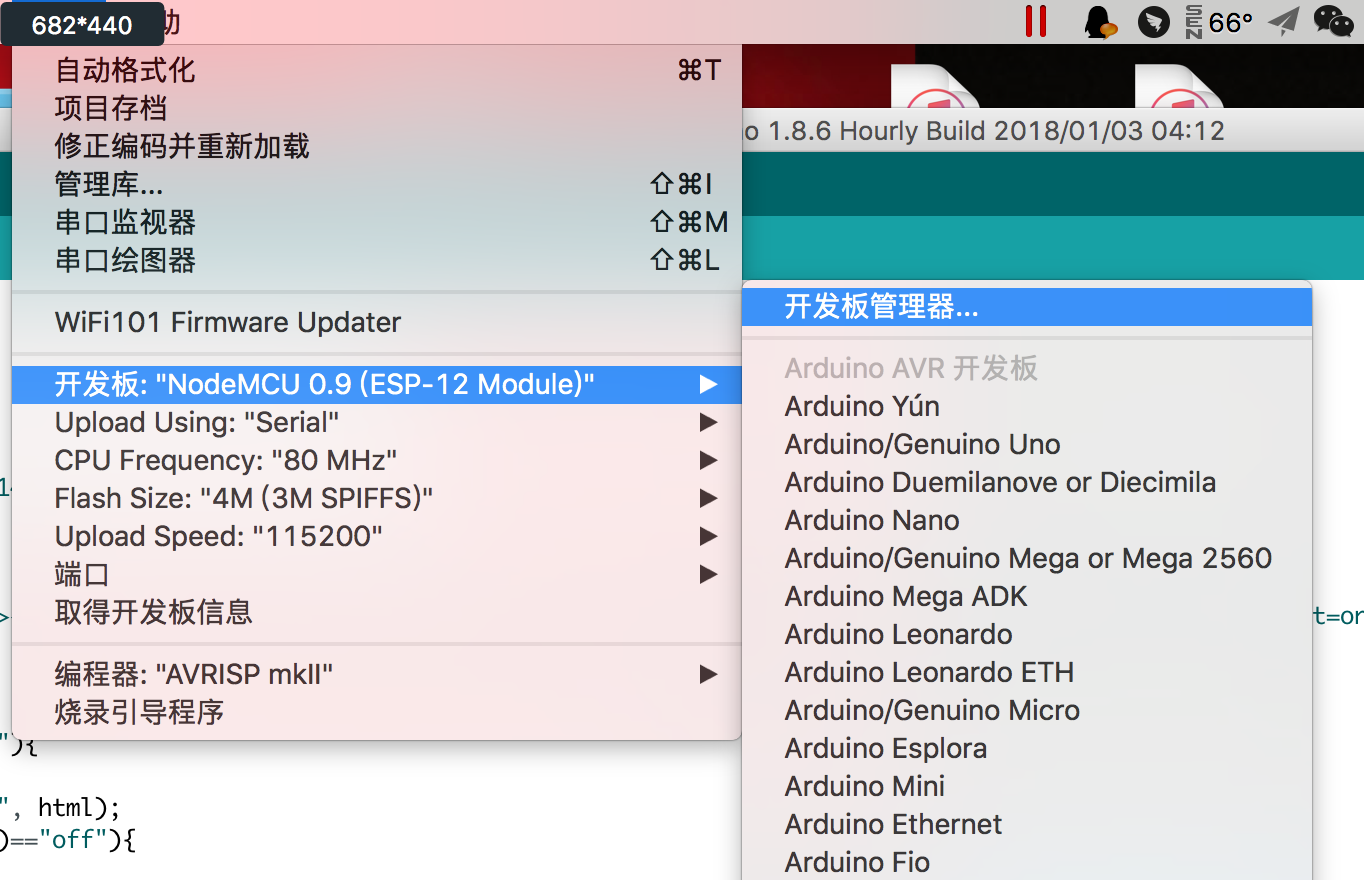 682*440
助
66°
自动格式化 ⌘T
项目存档
修正编码并重新加载
管理库... ⇧⌘I
串口监视器 ⇧⌘M
串口绘图器 ⇧⌘L
WiFi101 Firmware Updater
开发板: "NodeMCU 0.9 (ESP-12 Module)"
Upload Using: "Serial"
CPU Frequency: "80 MHz"
Flash Size: "4M (3M SPIFFS)"
Upload Speed: "115200"
端口
取得开发板信息
编程器: "AVRISP mkII"
烧录引导程序
o 1.8.6 Hourly Build 2018/01/03 04:12
开发板管理器...
Arduino AVR 开发板
Arduino Yún
Arduino/Genuino Uno
Arduino Duemilanove or Diecimila
Arduino Nano
Arduino/Genuino Mega or Mega 2560
Arduino Mega ADK
Arduino Leonardo
Arduino Leonardo ETH
Arduino/Genuino Micro
Arduino Esplora
Arduino Mini
Arduino Ethernet
Arduino Fio
t=or
"){
", html);
)=="off"){